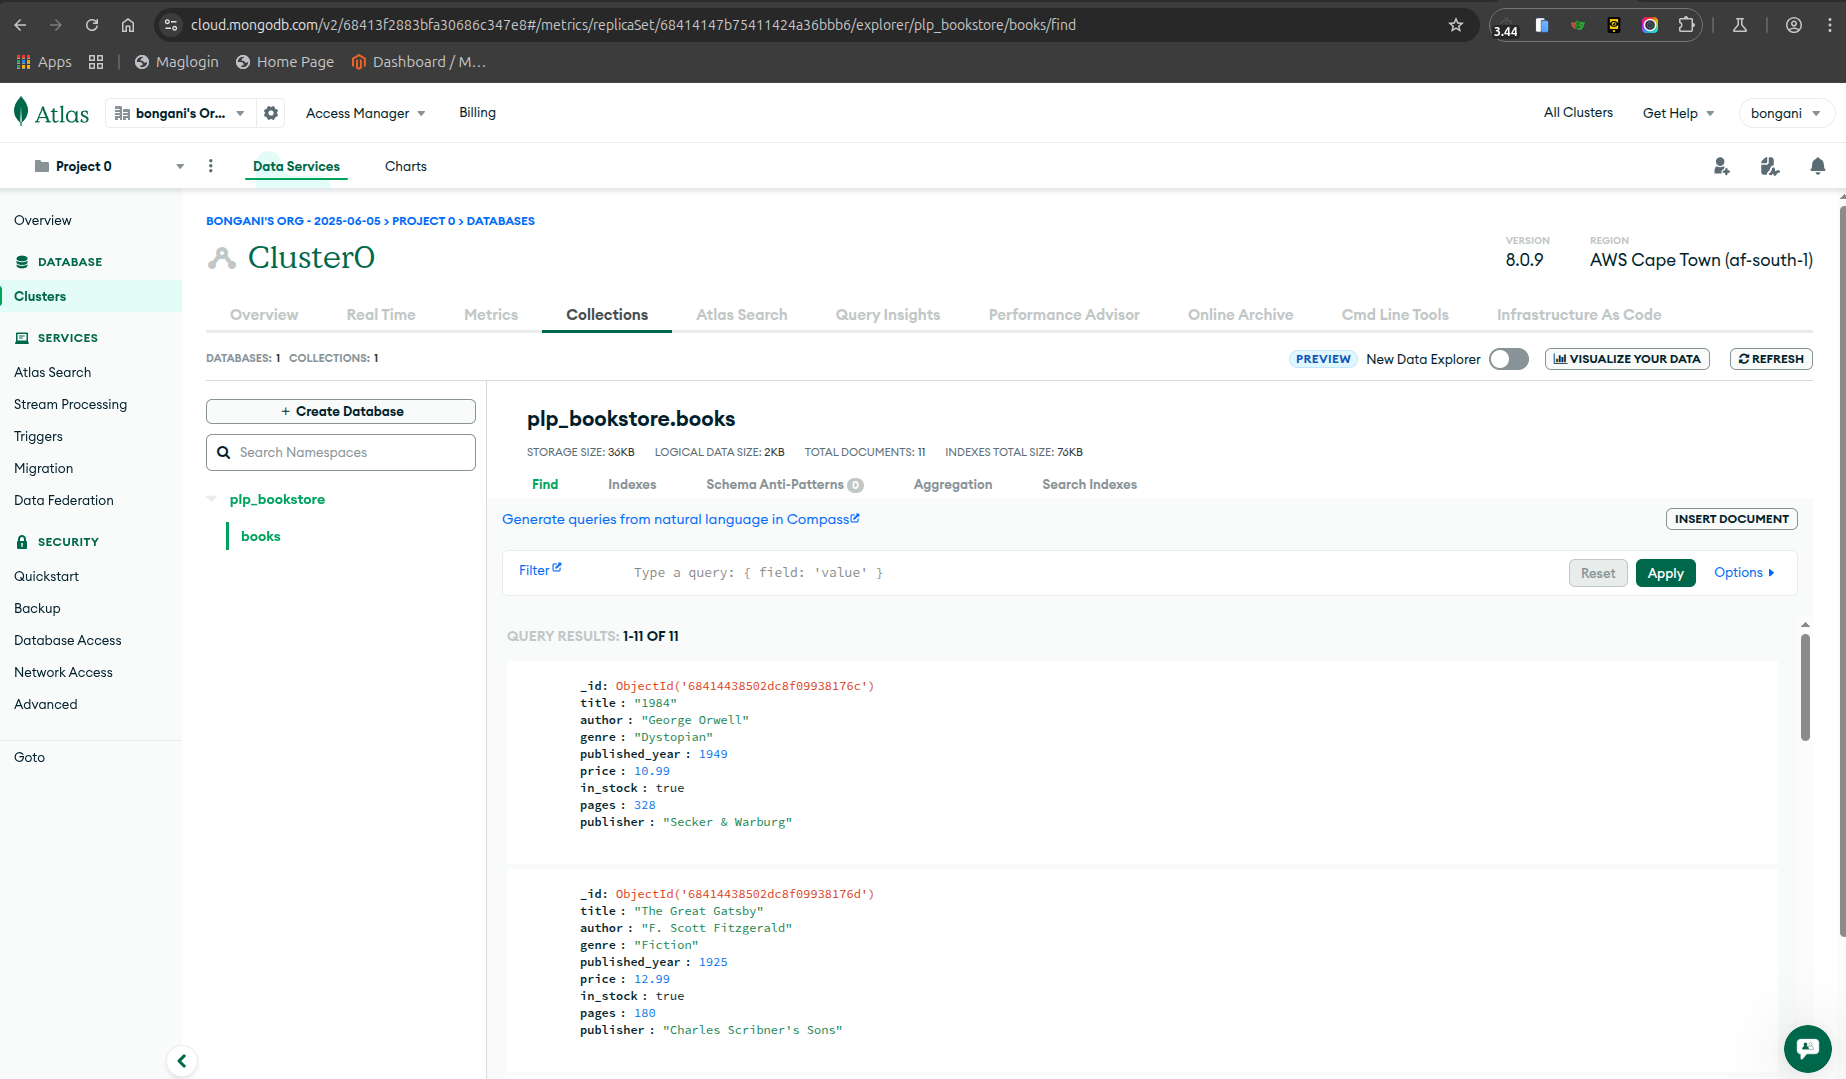 cloud.mongodb.com/v2/68413f2883bfa30686c347e8#/metrics/replicaSet/68414147b75411424a36bbb6/explorer/plp_bookstore/books/find
3.44
Apps Maglogin Home Page Dashboard / M...
Atlas bongani's Or... Access Manager Billing All Clusters Get Help bongani
Project 0 Data Services Charts
Overview
DATABASE
Clusters
SERVICES
Atlas Search
Stream Processing
Triggers
Migration
Data Federation
SECURITY
Quickstart
Backup
Database Access
Network Access
Advanced
Goto
BONGANI'S ORG - 2025-06-05 > PROJECT 0 > DATABASES
Cluster0
VERSION
8.0.9
REGION
AWS Cape Town (af-south-1)
Overview Real Time Metrics Collections Atlas Search Query Insights Performance Advisor Online Archive Cmd Line Tools Infrastructure As Code
DATABASES: 1 COLLECTIONS: 1
PREVIEW New Data Explorer VISUALIZE YOUR DATA REFRESH
+ Create Database
Search Namespaces
plp_bookstore
books
plp_bookstore.books
STORAGE SIZE: 36KB LOGICAL DATA SIZE: 2KB TOTAL DOCUMENTS: 11 INDEXES TOTAL SIZE: 76KB
Find Indexes Schema Anti-Patterns 0 Aggregation Search Indexes
Generate queries from natural language in Compass
INSERT DOCUMENT
Filter Type a query: { field: 'value' } Reset Apply Options
QUERY RESULTS: 1-11 OF 11
_id: ObjectId('68414438502dc8f09938176c')
title : "1984"
author : "George Orwell"
genre : "Dystopian"
published_year : 1949
price : 10.99
in_stock : true
pages : 328
publisher : "Secker & Warburg"
_id: ObjectId('68414438502dc8f09938176d')
title : "The Great Gatsby"
author : "F. Scott Fitzgerald"
genre : "Fiction"
published_year : 1925
price : 12.99
in_stock : true
pages : 180
publisher : "Charles Scribner's Sons"